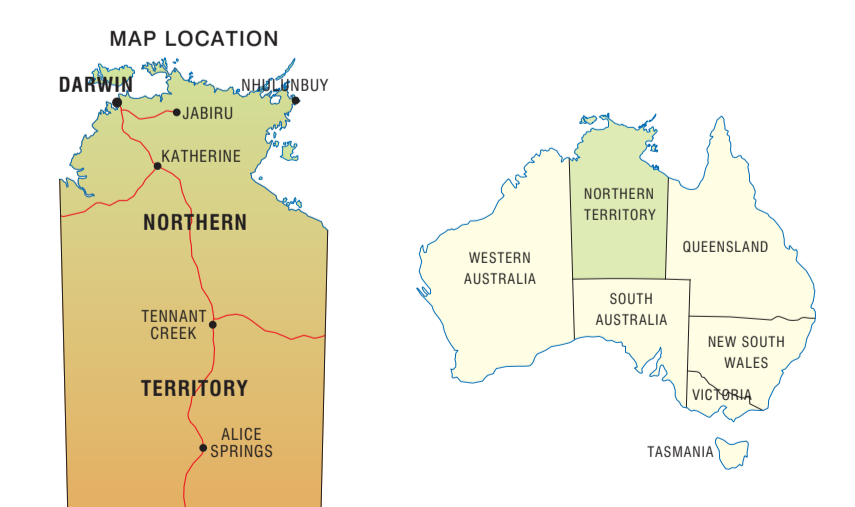 MAP LOCATION
DARWIN
NHULUNBUY
JABIRU
KATHERINE
NORTHERN
TENNANT
CREEK
TERRITORY
ALICE
SPRINGS
NORTHERN
TERRITORY
QUEENSLAND
WESTERN
AUSTRALIA
SOUTH
AUSTRALIA
NEW SOUTH
WALES
VICTORIA
TASMANIA